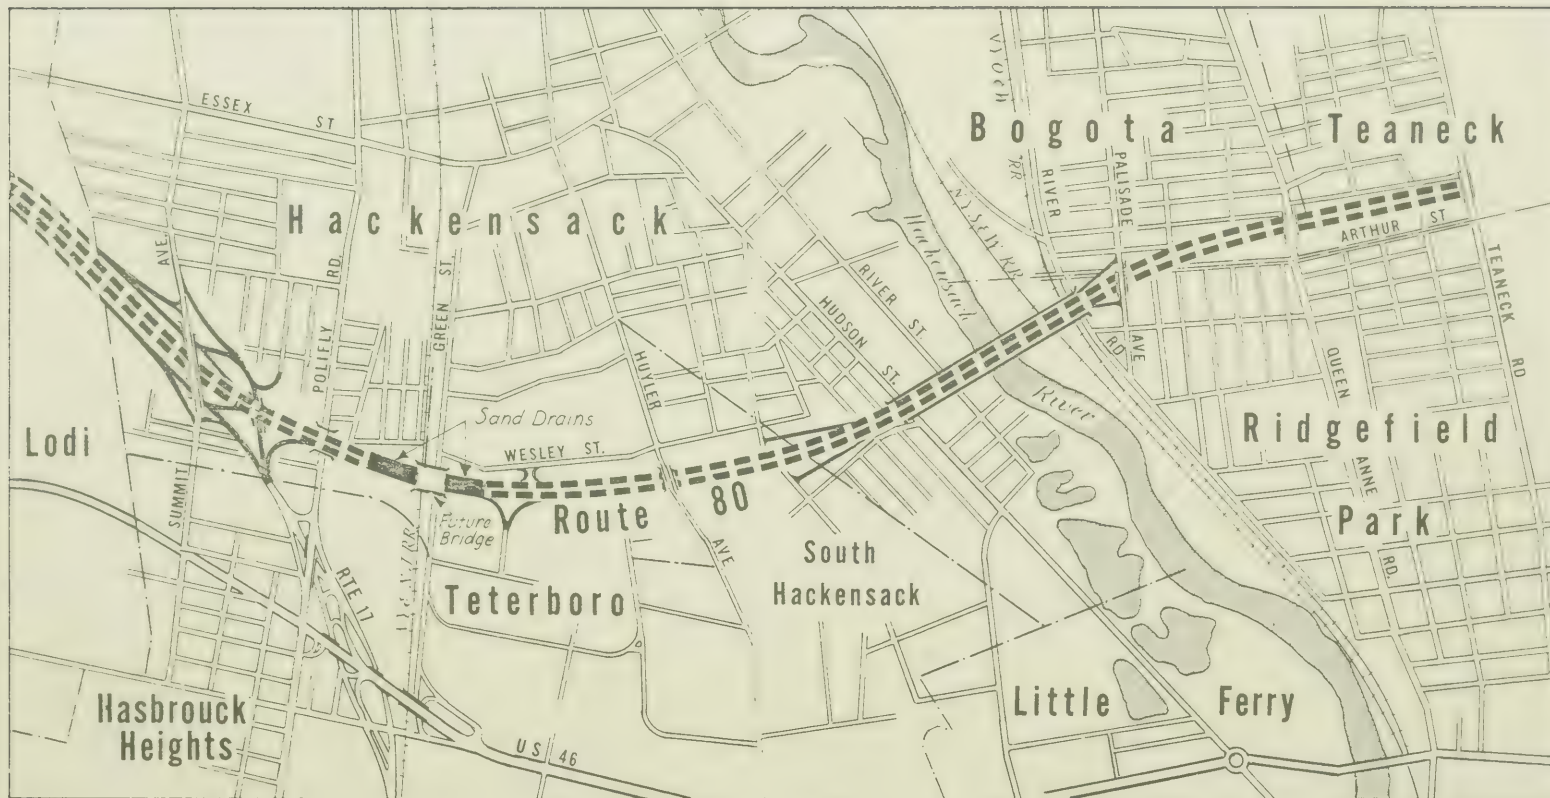 ESSEX ST
Bogota
Teaneck
RR
RIVER
PALISADE
Hackensack
N.Y.S.&W. RR.
ARTHUR ST
AVE.
RD.
GREEN ST.
Hackensack
RIVER ST.
HUDSON ST.
TEANECK
POLIFLY
HUYLER
RD
AVE
QUEEN
RD
River
Sand Drains
Lodi
WESLEY ST.
Ridgefield
ANNE
SUMMIT
80
Route
Park
Future
Bridge
AVE
South
Hackensack
RD.
RTE 17
Teterboro
Hasbrouck
Heights
Little Ferry
US 46